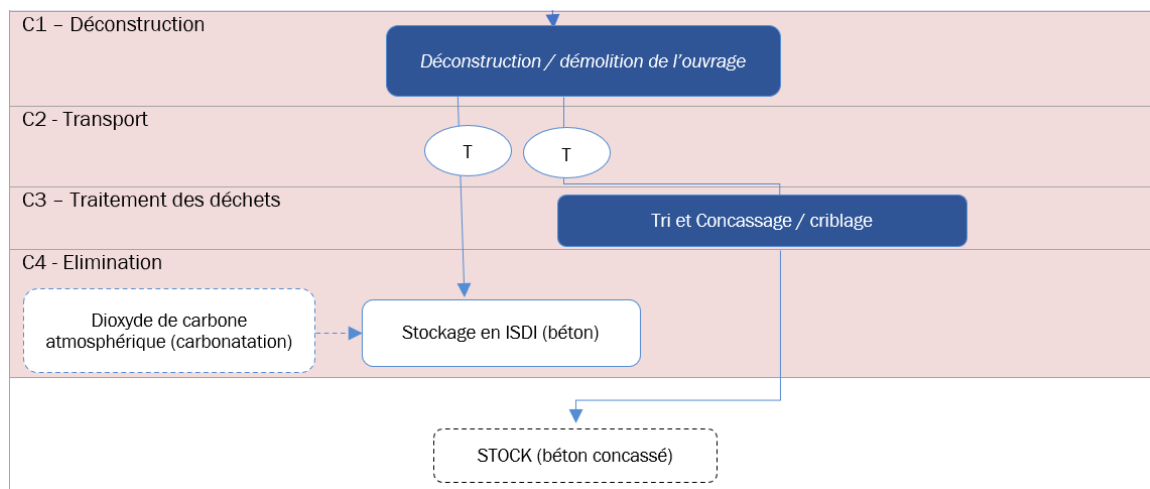 C1 – Déconstruction
Déconstruction / démolition de l’ouvrage
C2 - Transport
T
T
C3 – Traitement des déchets
Tri et Concassage / criblage
C4 - Elimination
Dioxyde de carbone
atmosphérique (carbonatation)
Stockage en ISDI (béton)
STOCK (béton concassé)